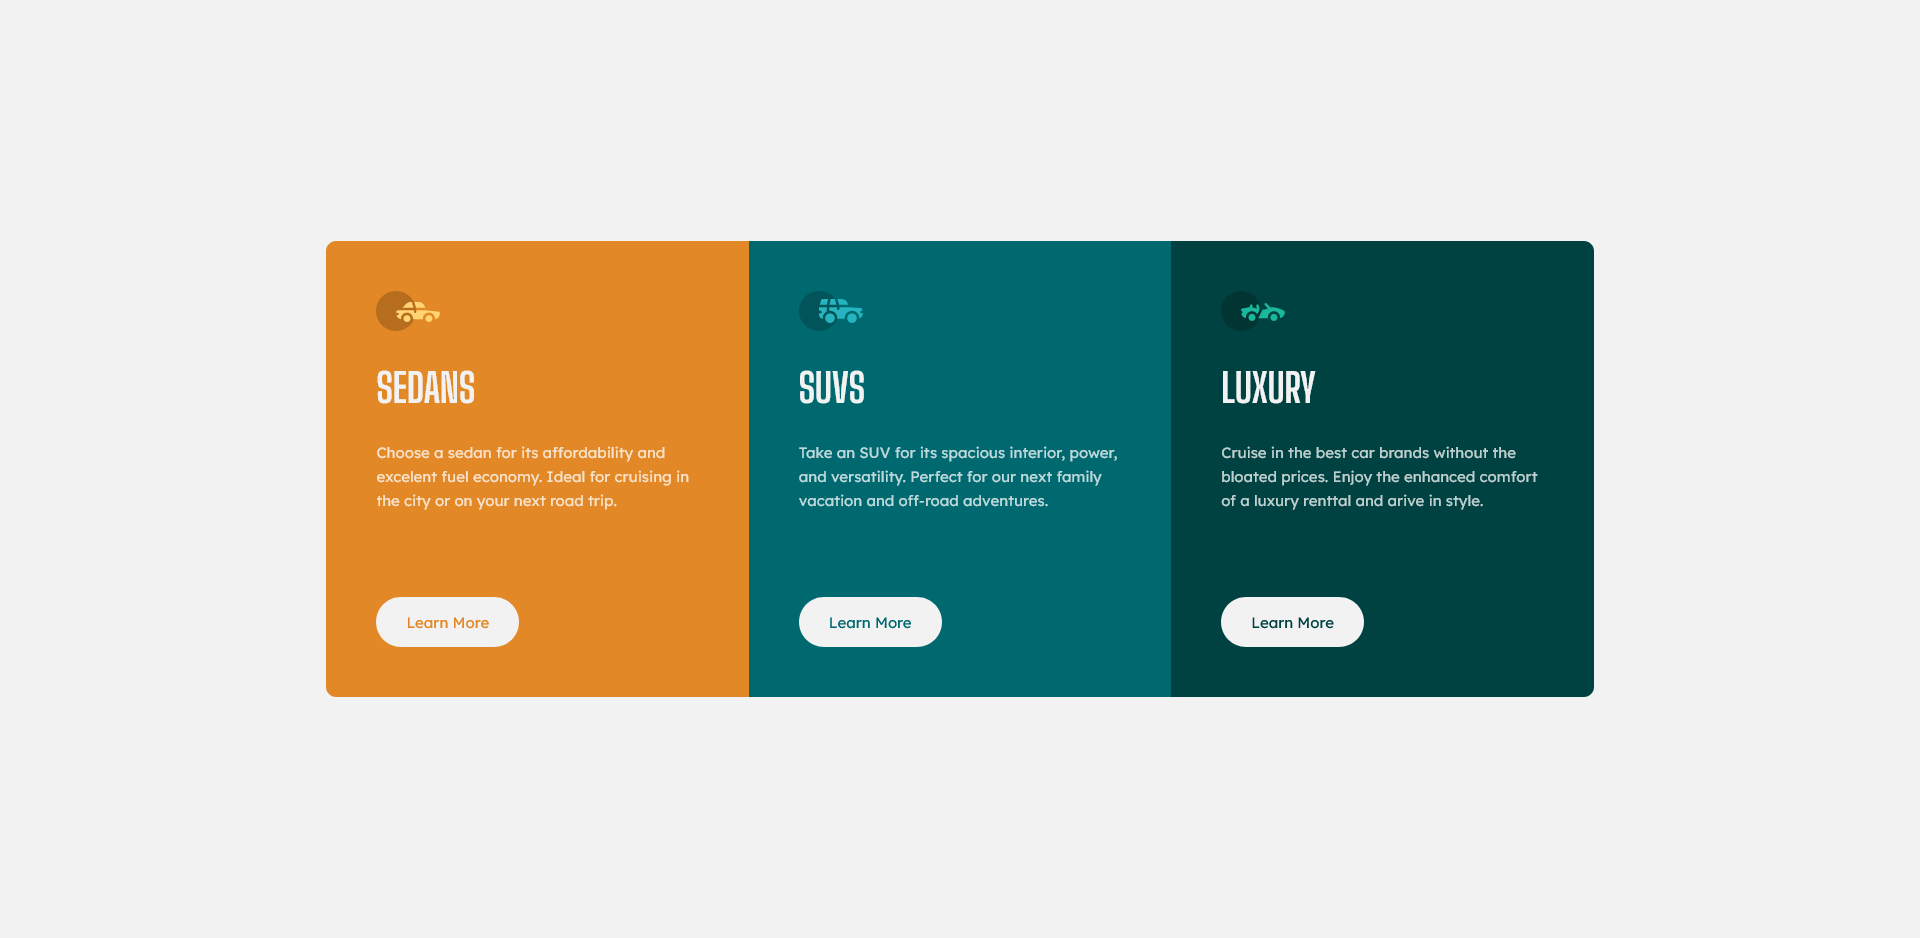 SEDANS
Choose a sedan for its affordability and
excelent fuel economy. Ideal for cruising in
the city or on your next road trip.
Learn More
SUVS
Take an SUV for its spacious interior, power,
and versatility. Perfect for our next family
vacation and off-road adventures.
Learn More
LUXURY
Cruise in the best car brands without the
bloated prices. Enjoy the enhanced comfort
of a luxury renttal and arive in style.
Learn More